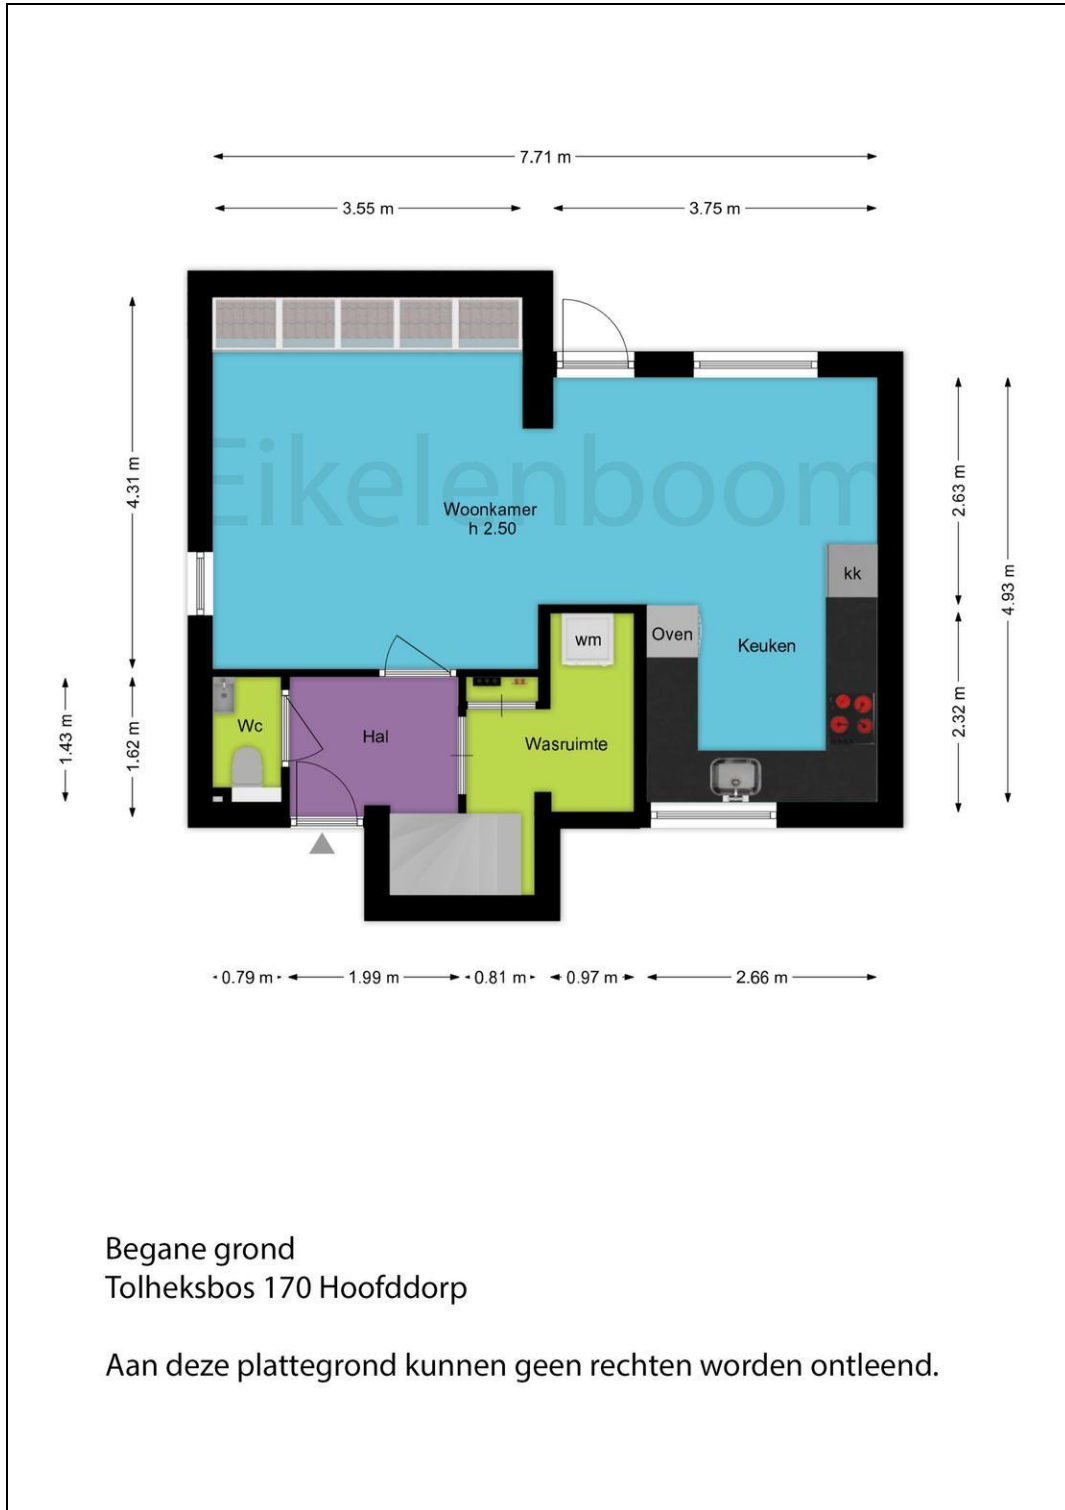 7.71 m
3.55 m
3.75 m
Eikelenboom
4.31 m
2.63 m
4.93 m
Woonkamer
h 2.50
kk
wm
Oven
Keuken
1.43 m
1.62 m
Wc
Hal
Wasruimte
2.32 m
0.79 m
1.99 m
0.81 m
0.97 m
2.66 m
Begane grond
Tolheksbos 170 Hoofddorp
Aan deze plattegrond kunnen geen rechten worden ontleend.